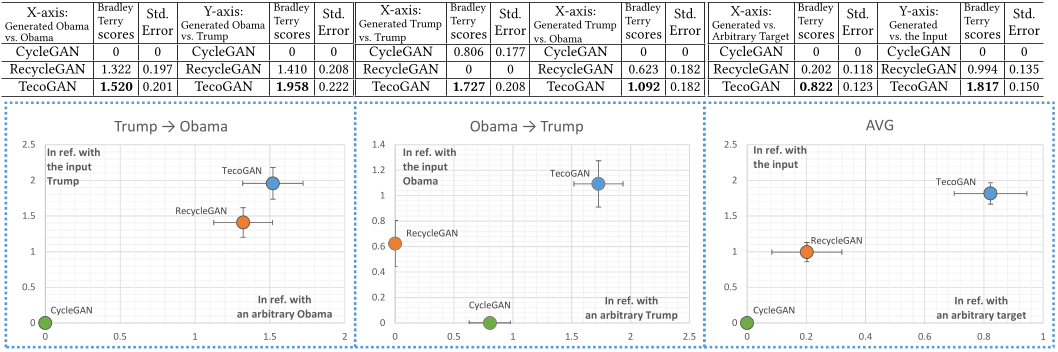 X-axis: Generated Obama vs. Obama | Bradley Terry scores | Std. Error | Y-axis: Generated Obama vs. Trump | Bradley Terry scores | Std. Error | X-axis: Generated Trump vs. Trump | Bradley Terry scores | Std. Error | X-axis: Generated Trump vs. Obama | Bradley Terry scores | Std. Error | X-axis: Generated vs. Arbitrary Target | Bradley Terry scores | Std. Error | Y-axis: Generated vs. the Input | Bradley Terry scores | Std. Error
CycleGAN 0 0 CycleGAN 0 0 CycleGAN 0.806 0.177 CycleGAN 0 0 CycleGAN 0 0 CycleGAN 0 0
RecycleGAN 1.322 0.197 RecycleGAN 1.410 0.208 RecycleGAN 0 0 RecycleGAN 0.623 0.182 RecycleGAN 0.202 0.118 RecycleGAN 0.994 0.135
TecoGAN 1.520 0.201 TecoGAN 1.958 0.222 TecoGAN 1.727 0.208 TecoGAN 1.092 0.182 TecoGAN 0.822 0.123 TecoGAN 1.817 0.150
Trump → Obama
2.5
In ref. with
the input
Trump
2
TecoGAN
1.5
RecycleGAN
1
0.5
In ref. with
an arbitrary Obama
CycleGAN
0
0 0.5 1 1.5 2
Obama → Trump
1.4
In ref. with
the input
Obama
1.2
TecoGAN
1
0.8
RecycleGAN
0.6
0.4
0.2
CycleGAN
In ref. with
an arbitrary Trump
0
0 0.5 1 1.5 2 2.5
AVG
2.5
In ref. with
the input
2
TecoGAN
1.5
RecycleGAN
1
0.5
In ref. with
an arbitrary target
CycleGAN
0
0 0.2 0.4 0.6 0.8 1